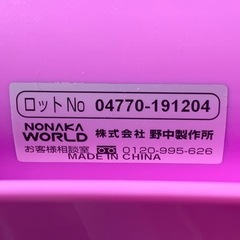 ロットNo 04770-191204
NONAKA WORLD 株式会社 野中製作所
お客様相談室 0120-995-626
MADE IN CHINA